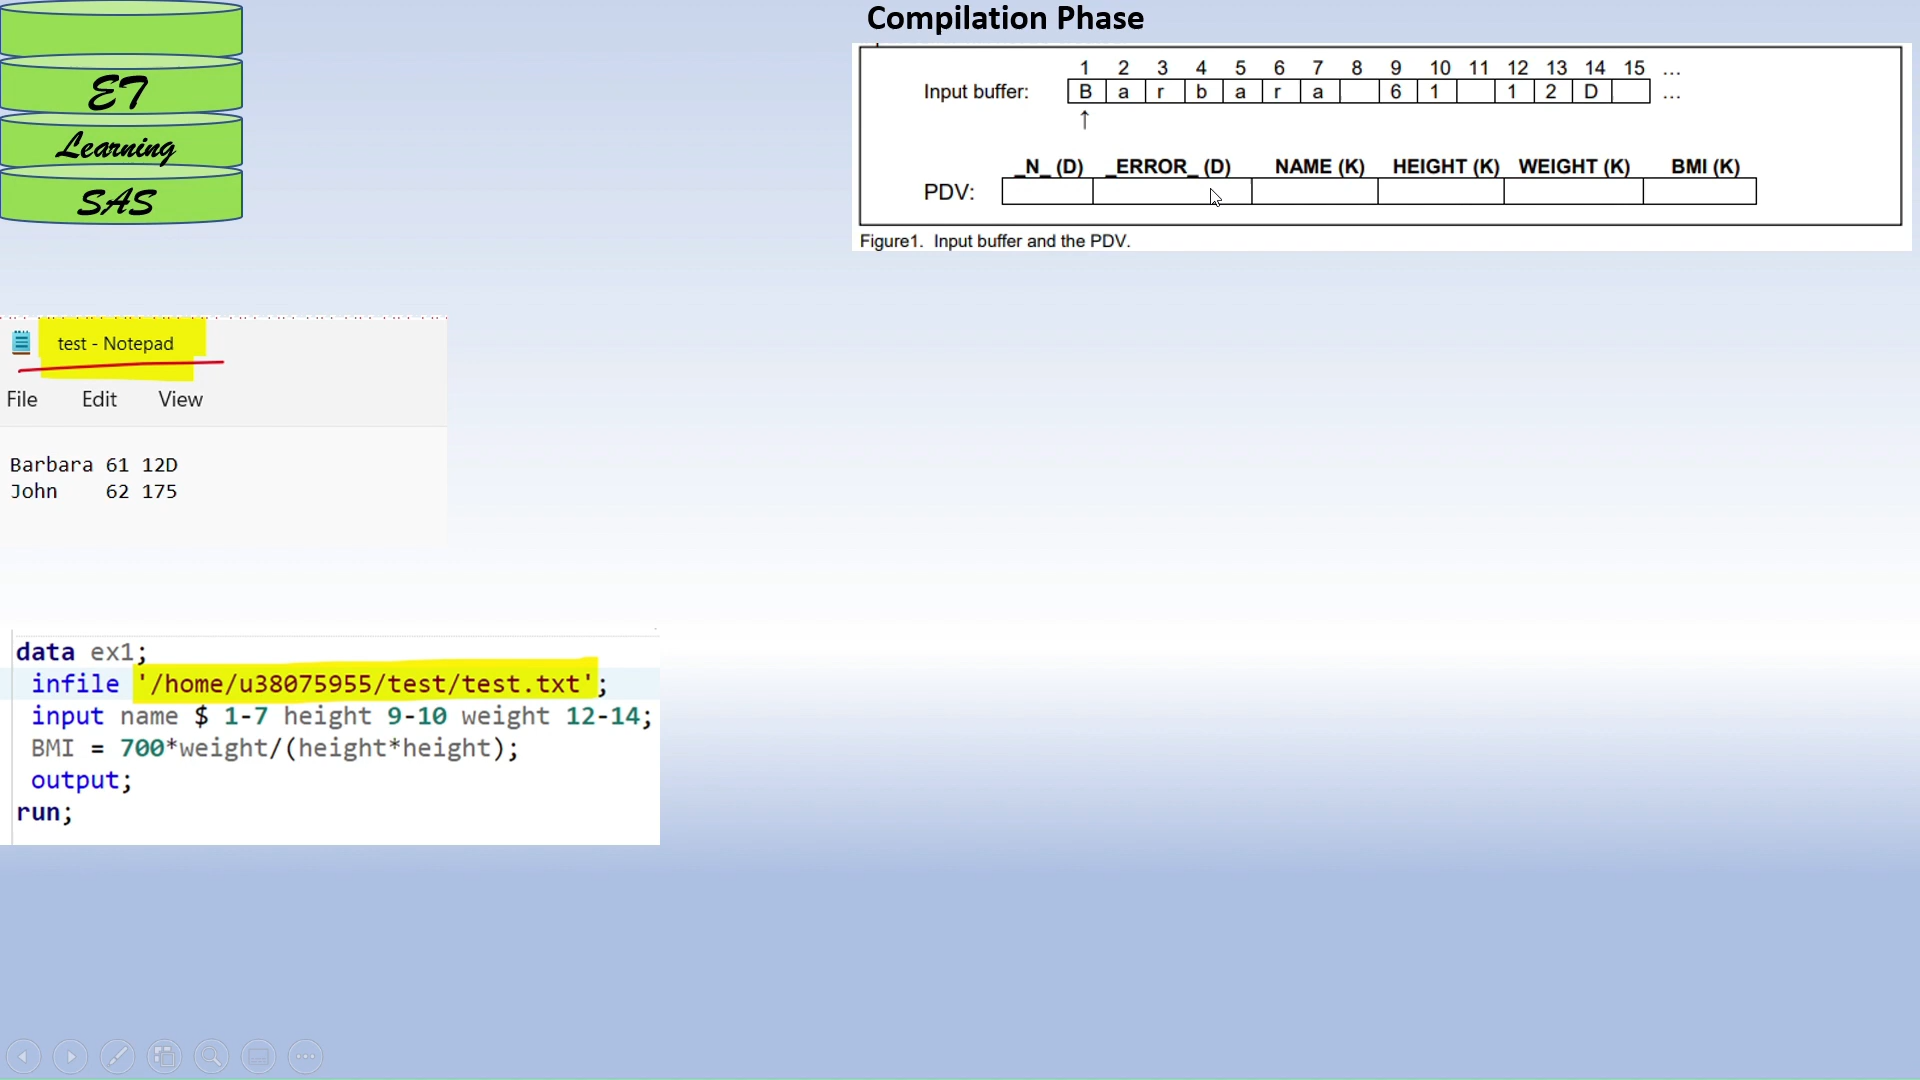 ET
Learning
SAS
Compilation Phase
1 2 3 4 5 6 7 8 9 10 11 12 13 14 15 ...
Input buffer: B a r b a r a 6 1 1 2 D ...
↑
_N_ (D) _ERROR_ (D) NAME (K) HEIGHT (K) WEIGHT (K) BMI (K)
PDV:
Figure1. Input buffer and the PDV.
test - Notepad
File Edit View
Barbara 61 12D
John 62 175
data ex1;
infile '/home/u38075955/test/test.txt';
input name $ 1-7 height 9-10 weight 12-14;
BMI = 700*weight/(height*height);
output;
run;